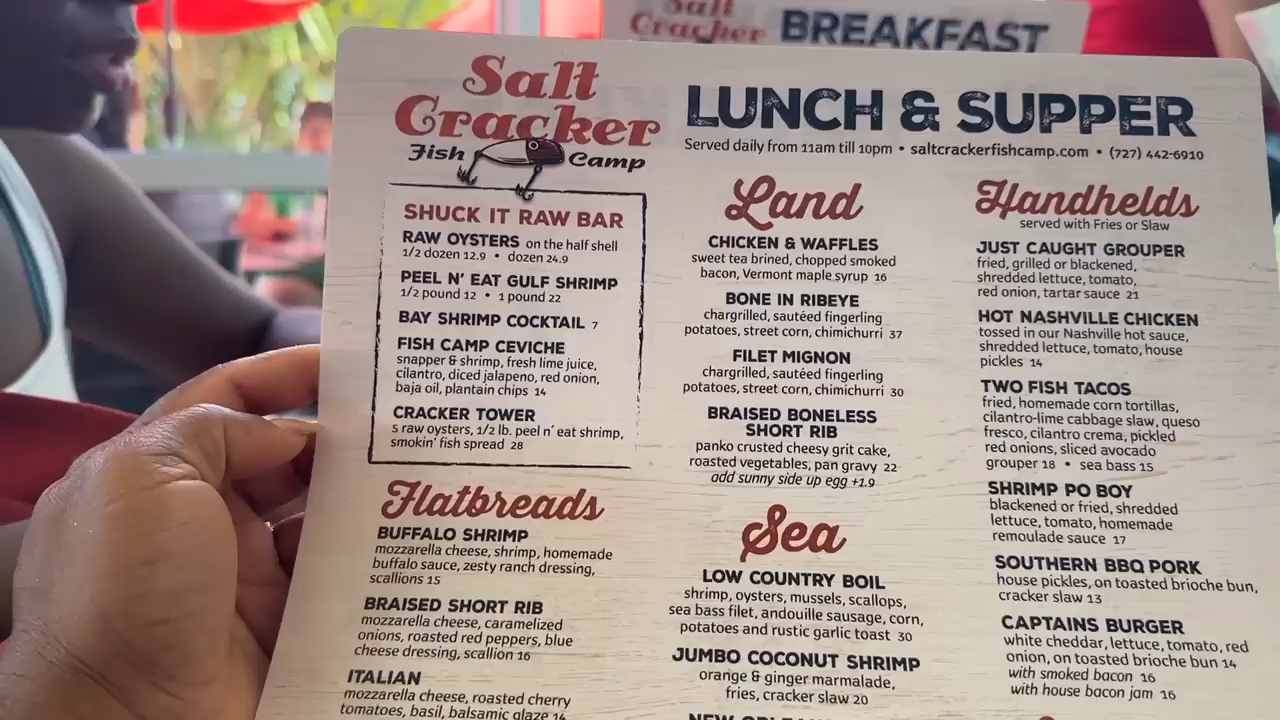 Salt
Cracker
BREAKFAST
Salt
Cracker
Fish Camp
LUNCH & SUPPER
Served daily from 11am till 10pm • saltcrackerfishcamp.com • (727) 442-6910
SHUCK IT RAW BAR
RAW OYSTERS on the half shell
1/2 dozen 12.9 • dozen 24.9
PEEL N' EAT GULF SHRIMP
1/2 pound 12 • 1 pound 22
BAY SHRIMP COCKTAIL 7
FISH CAMP CEVICHE
snapper & shrimp, fresh lime juice,
cilantro, diced jalapeno, red onion,
baja oil, plantain chips 14
CRACKER TOWER
5 raw oysters, 1/2 lb. peel n' eat shrimp,
smokin' fish spread 28
Flatbreads
BUFFALO SHRIMP
mozzarella cheese, shrimp, homemade
buffalo sauce, zesty ranch dressing,
scallions 15
BRAISED SHORT RIB
mozzarella cheese, caramelized
onions, roasted red peppers, blue
cheese dressing, scallion 16
ITALIAN
mozzarella cheese, roasted cherry
tomatoes, basil, balsamic glaze 14
Land
CHICKEN & WAFFLES
sweet tea brined, chopped smoked
bacon, Vermont maple syrup 16
BONE IN RIBEYE
chargrilled, sautéed fingerling
potatoes, street corn, chimichurri 37
FILET MIGNON
chargrilled, sautéed fingerling
potatoes, street corn, chimichurri 30
BRAISED BONELESS
SHORT RIB
panko crusted cheesy grit cake,
roasted vegetables, pan gravy 22
add sunny side up egg +1.9
Sea
LOW COUNTRY BOIL
shrimp, oysters, mussels, scallops,
sea bass filet, andouille sausage, corn,
potatoes and rustic garlic toast 30
JUMBO COCONUT SHRIMP
orange & ginger marmalade,
fries, cracker slaw 20
Handhelds
served with Fries or Slaw
JUST CAUGHT GROUPER
fried, grilled or blackened,
shredded lettuce, tomato,
red onion, tartar sauce 21
HOT NASHVILLE CHICKEN
tossed in our Nashville hot sauce,
shredded lettuce, tomato, house
pickles 14
TWO FISH TACOS
fried, homemade corn tortillas,
cilantro-lime cabbage slaw, queso
fresco, cilantro crema, pickled
red onions, sliced avocado
grouper 18 • sea bass 15
SHRIMP PO BOY
blackened or fried, shredded
lettuce, tomato, homemade
remoulade sauce 17
SOUTHERN BBQ PORK
house pickles, on toasted brioche bun,
cracker slaw 13
CAPTAINS BURGER
white cheddar, lettuce, tomato, red
onion, on toasted brioche bun 14
with smoked bacon 16
with house bacon jam 16